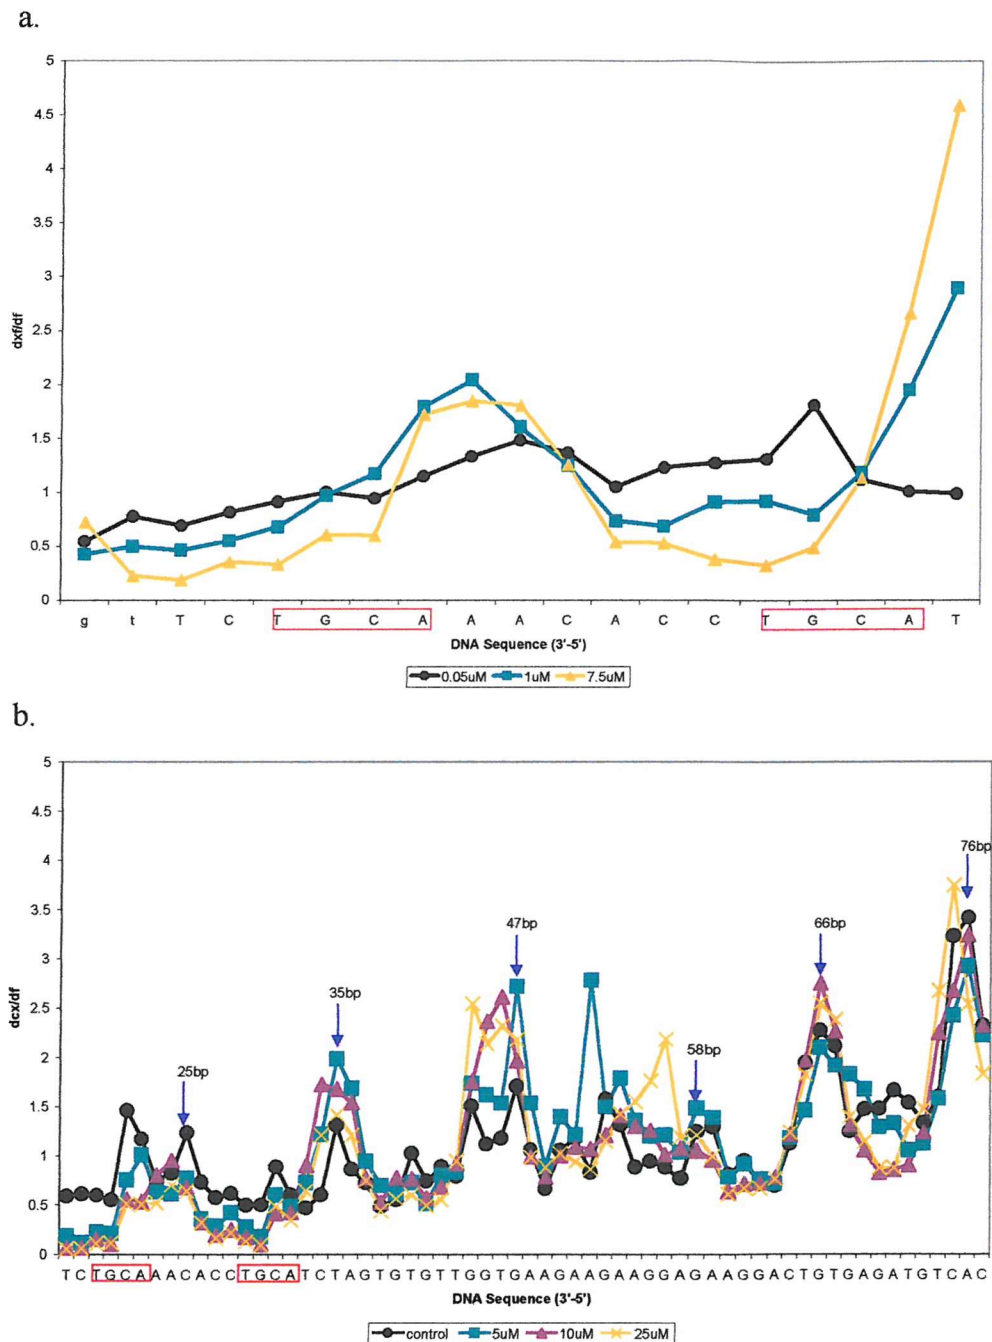 a.
5
4.5
4
3.5
3
2.5
2
1.5
1
0.5
0
dxf/df
g t T C T G C A A A C A C C T G C A T
DNA Sequence (3'-5')
0.05uM 1uM 7.5uM
b.
5
4.5
4
3.5
3
2.5
2
1.5
1
0.5
0
dcx/df
25bp
35bp
47bp
58bp
66bp
76bp
T C T G C A A A C A C C T G C A T C T A G T G T G T T G G T G A A G A A G A A G G A G A A G G A C T G T G A G A T G T C A C
DNA Sequence (3'-5')
control 5uM 10uM 25uM